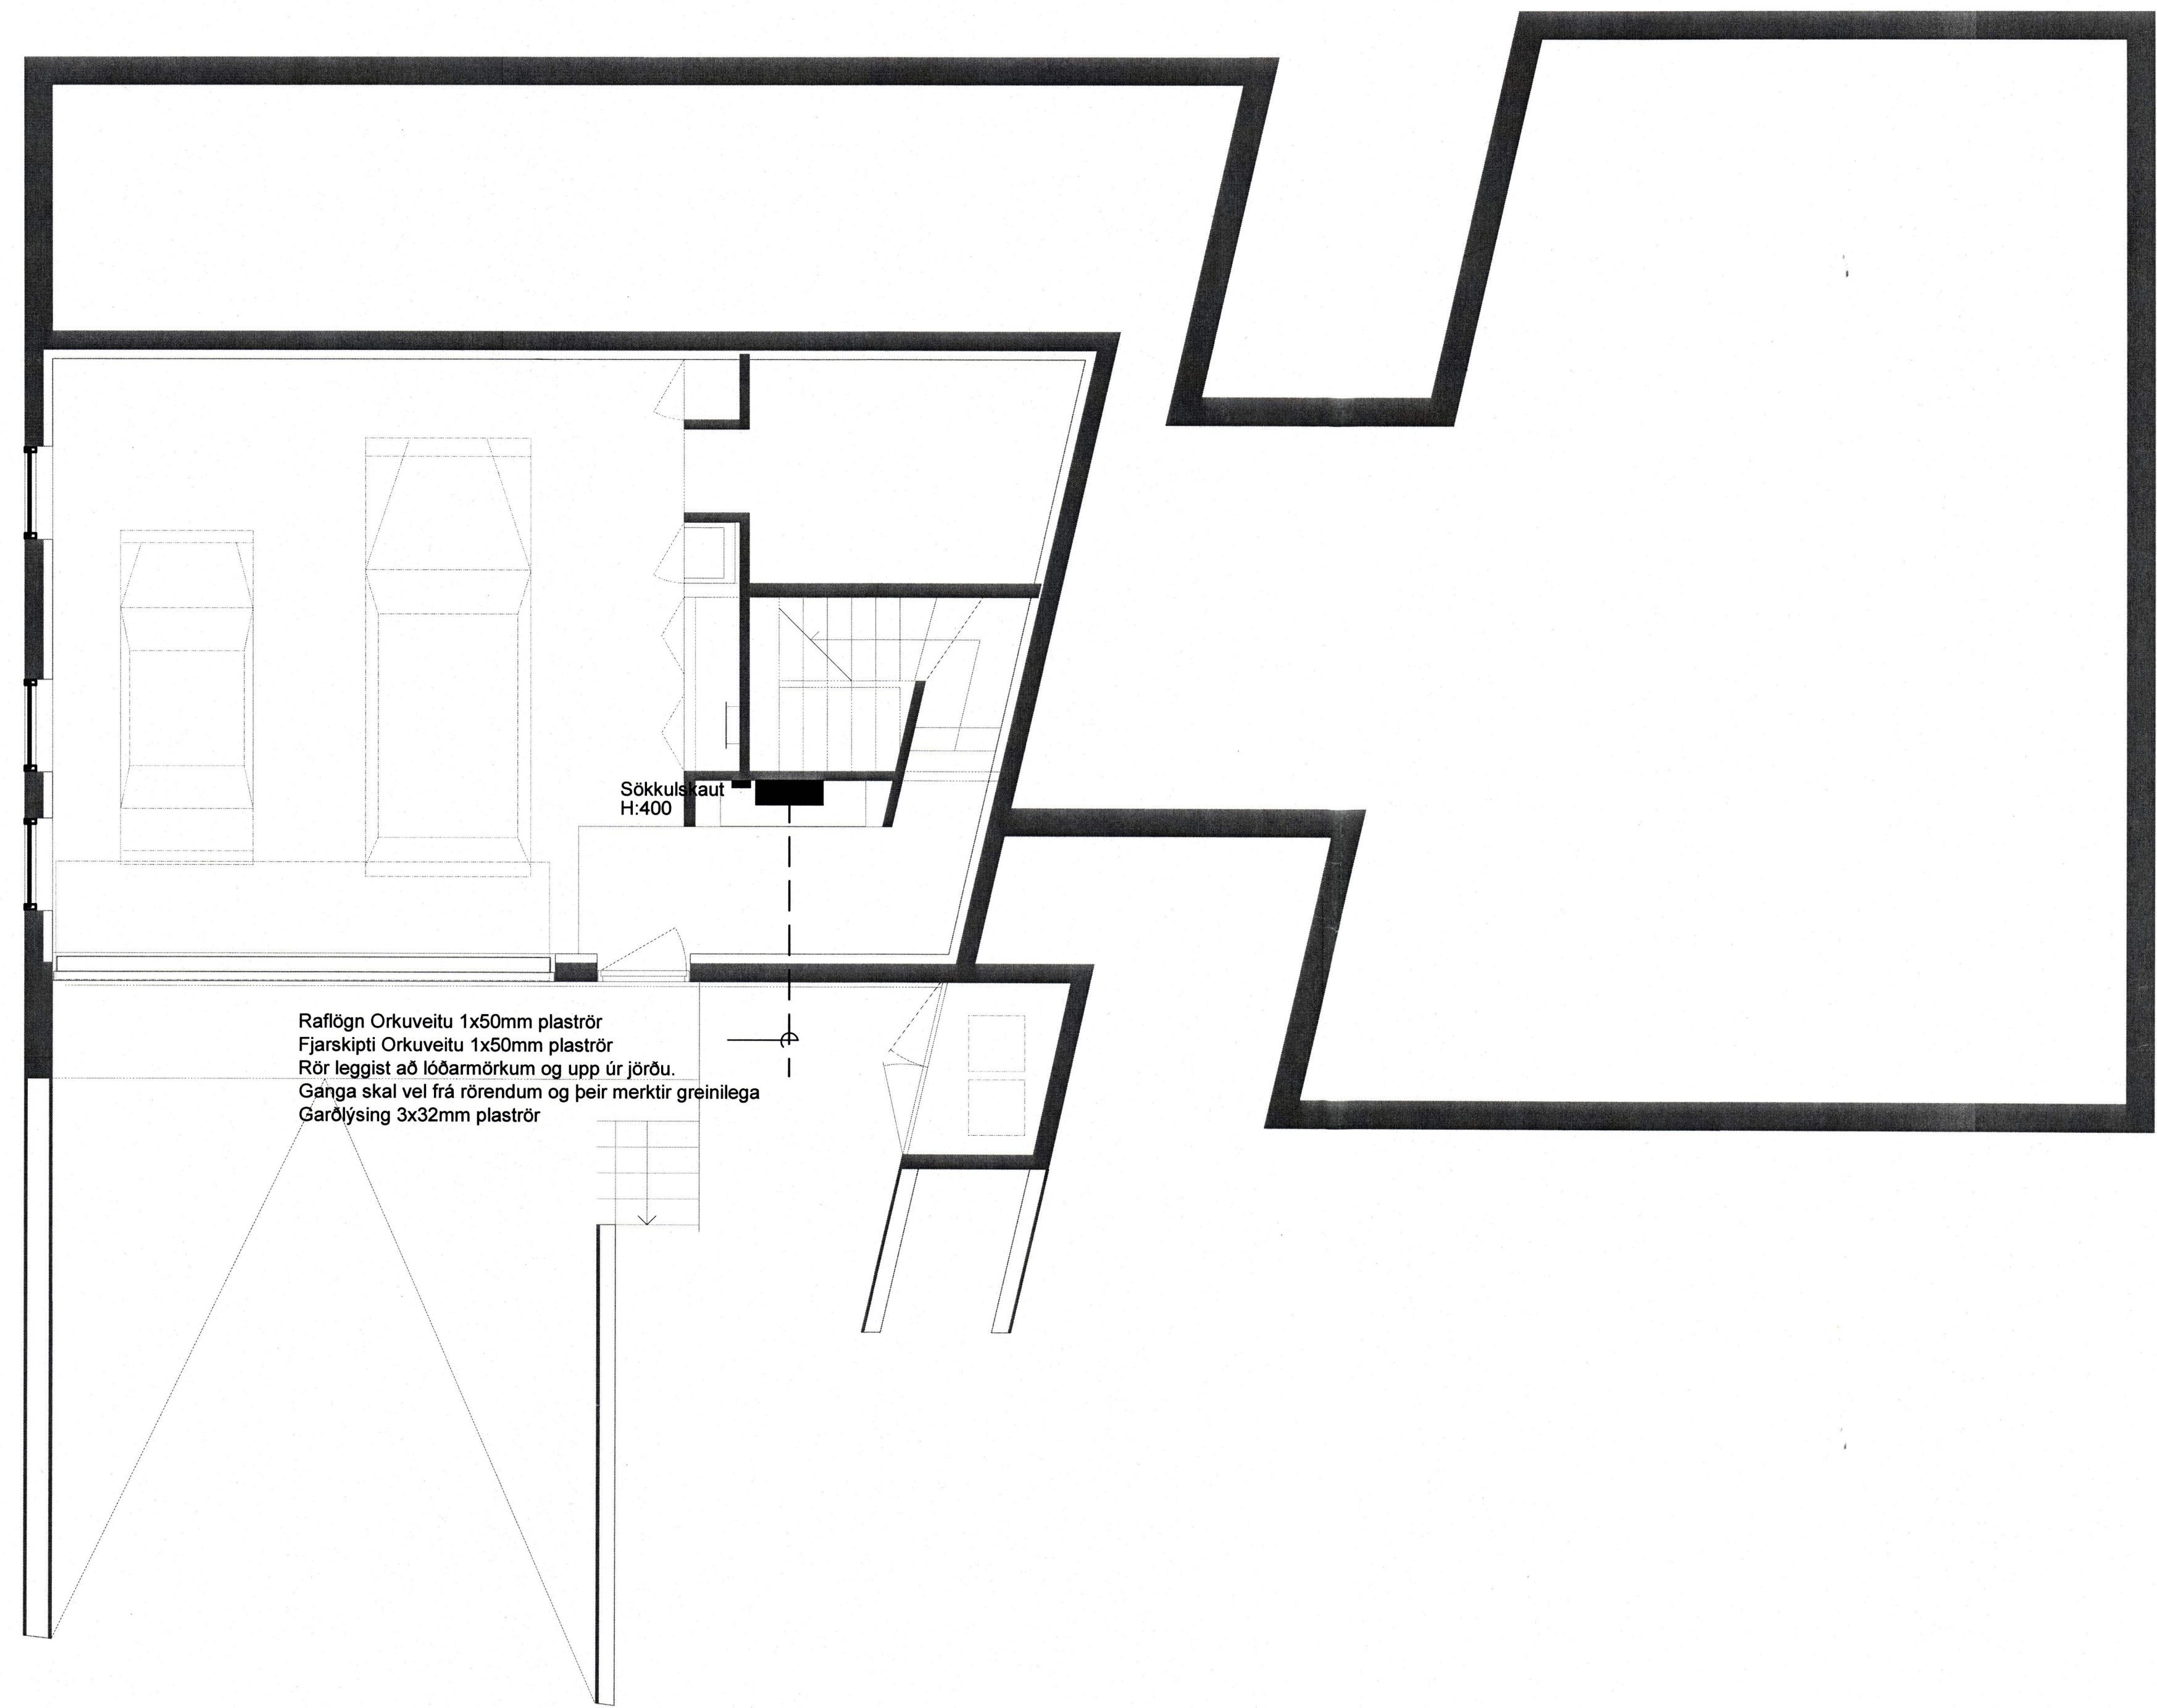 Sökkulskaut
H:400
Raflögn Orkuveitu 1x50mm plaströr
Fjarskipti Orkuveitu 1x50mm plaströr
Rör leggist að lóðarmörkum og upp úr jörðu.
Ganga skal vel frá rörendum og þeir merktir greinilega
Garðlýsing 3x32mm plaströr